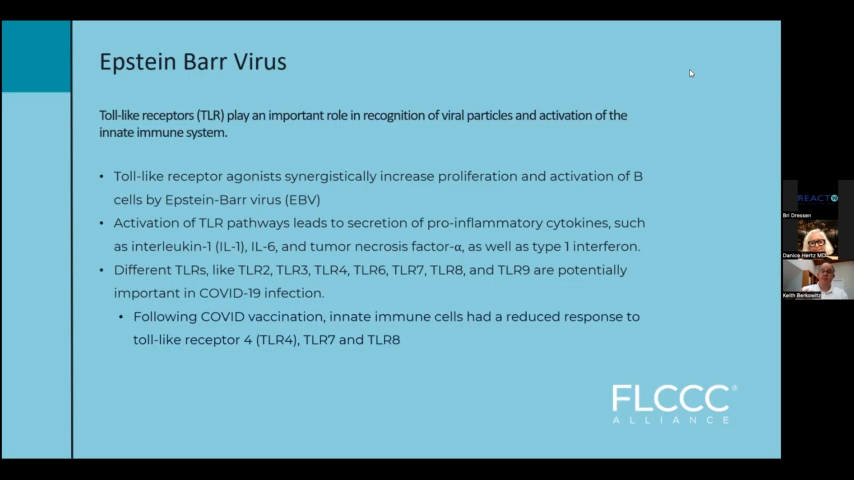 Epstein Barr Virus
Toll-like receptors (TLR) play an important role in recognition of viral particles and activation of the
innate immune system.
• Toll-like receptor agonists synergistically increase proliferation and activation of B
cells by Epstein-Barr virus (EBV)
• Activation of TLR pathways leads to secretion of pro-inflammatory cytokines, such
as interleukin-1 (IL-1), IL-6, and tumor necrosis factor-α, as well as type 1 interferon.
• Different TLRs, like TLR2, TLR3, TLR4, TLR6, TLR7, TLR8, and TLR9 are potentially
important in COVID-19 infection.
• Following COVID vaccination, innate immune cells had a reduced response to
toll-like receptor 4 (TLR4), TLR7 and TLR8
FLCCC®
ALLIANCE
REACT19
Bri Dressen
Danice Hertz MD
Keith Berkowitz